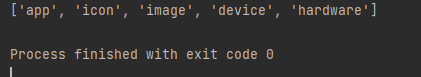 ['app', 'icon', 'image', 'device', 'hardware']
Process finished with exit code 0